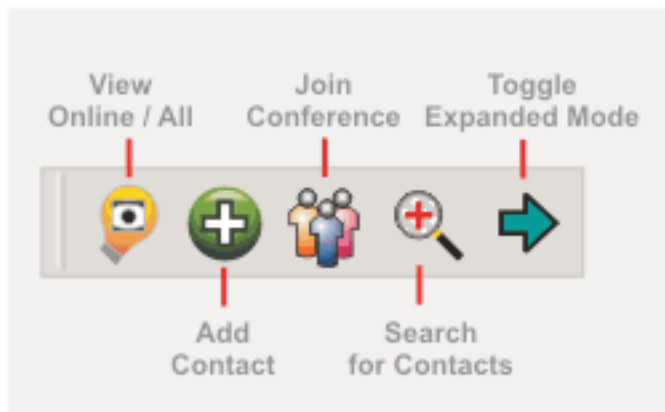 View
Online / All
Join
Conference
Toggle
Expanded Mode
Add
Contact
Search
for Contacts